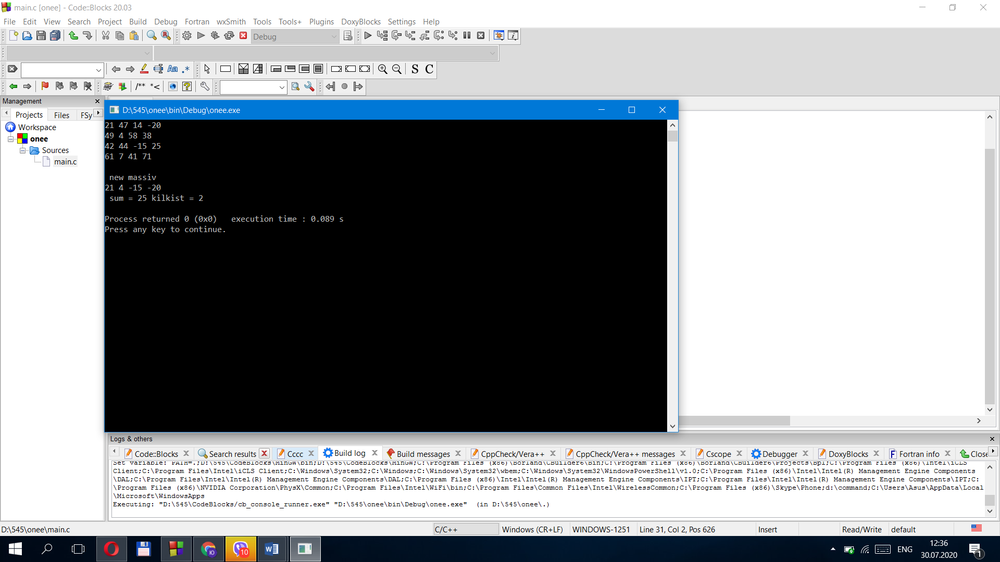 main.c [onee] - Code::Blocks 20.03
File Edit View Search Project Build Debug Fortran wxSmith Tools Tools+ Plugins DoxyBlocks Settings Help
Debug
Aa .*
S C
/** *<
Management
Projects Files FSy
Workspace
onee
Sources
main.c
D:\545\onee\bin\Debug\onee.exe
21 47 14 -20
49 4 58 38
42 44 -15 25
61 7 41 71
new massiv
21 4 -15 -20
sum = 25 kilkist = 2
Process returned 0 (0x0)   execution time : 0.089 s
Press any key to continue.
Logs & others
Code::Blocks Search results Cccc Build log Build messages CppCheck/Vera++ CppCheck/Vera++ messages Cscope Debugger DoxyBlocks Fortran info Close
Set variable: PATH=.;D:\545\CodeBlocks\MinGW\bin;D:\545\CodeBlocks\MinGW;C:\Program Files (x86)\Borland\CBuilder6\Bin;C:\Program Files (x86)\Borland\CBuilder6\Projects\Bpl;C:\Program Files (x86)\Intel\iCLS
Client;C:\Program Files\Intel\iCLS Client;C:\Windows\System32;C:\Windows;C:\Windows\System32\wbem;C:\Windows\System32\WindowsPowerShell\v1.0;C:\Program Files (x86)\Intel\Intel(R) Management Engine Components
\DAL;C:\Program Files\Intel\Intel(R) Management Engine Components\DAL;C:\Program Files (x86)\Intel\Intel(R) Management Engine Components\IPT;C:\Program Files\Intel\Intel(R) Management Engine Components\IPT;C:
\Program Files (x86)\NVIDIA Corporation\PhysX\Common;C:\Program Files\Intel\WiFi\bin;C:\Program Files\Common Files\Intel\WirelessCommon;C:\Program Files (x86)\Skype\Phone;d:\command;C:\Users\Asus\AppData\Local
\Microsoft\WindowsApps
Executing: "D:\545\CodeBlocks/cb_console_runner.exe" "D:\545\onee\bin\Debug\onee.exe"  (in D:\545\onee\.)
D:\545\onee\main.c C/C++ Windows (CR+LF) WINDOWS-1251 Line 31, Col 2, Pos 626 Insert Read/Write default
10
ENG
12:36
30.07.2020
1